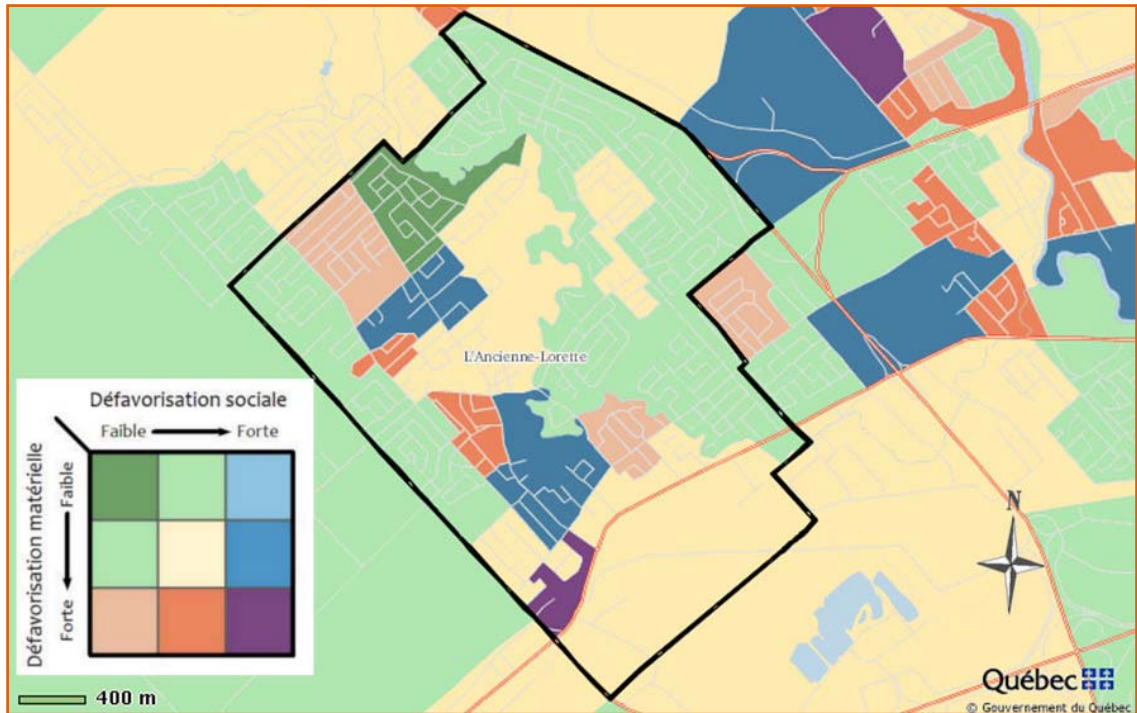 L'Ancienne-Lorette
Défavorisation sociale
Faible
Forte
Défavorisation matérielle
Faible
Forte
N
400 m
Québec
© Gouvernement du Québec